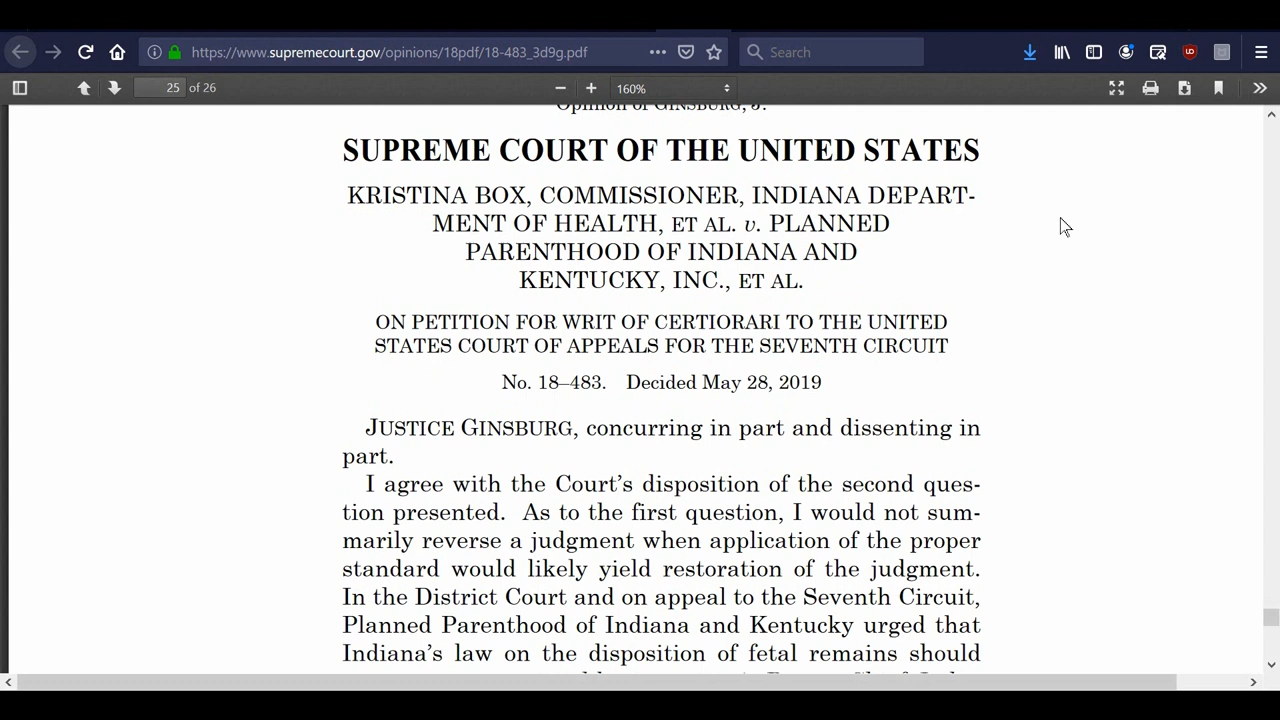 https://www.supremecourt.gov/opinions/18pdf/18-483_3d9g.pdf
Search
25 of 26
160%
Opinion of GINSBURG, J.
SUPREME COURT OF THE UNITED STATES
KRISTINA BOX, COMMISSIONER, INDIANA DEPART-
MENT OF HEALTH, ET AL. v. PLANNED
PARENTHOOD OF INDIANA AND
KENTUCKY, INC., ET AL.
ON PETITION FOR WRIT OF CERTIORARI TO THE UNITED
STATES COURT OF APPEALS FOR THE SEVENTH CIRCUIT
No. 18–483. Decided May 28, 2019
JUSTICE GINSBURG, concurring in part and dissenting in
part.
I agree with the Court's disposition of the second ques-
tion presented. As to the first question, I would not sum-
marily reverse a judgment when application of the proper
standard would likely yield restoration of the judgment.
In the District Court and on appeal to the Seventh Circuit,
Planned Parenthood of Indiana and Kentucky urged that
Indiana's law on the disposition of fetal remains should